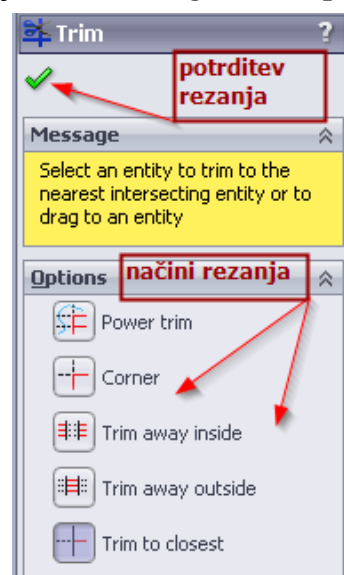 Trim ?
potrditev
rezanja
Message
Select an entity to trim to the
nearest intersecting entity or to
drag to an entity
Options
načini rezanja
Power trim
Corner
Trim away inside
Trim away outside
Trim to closest